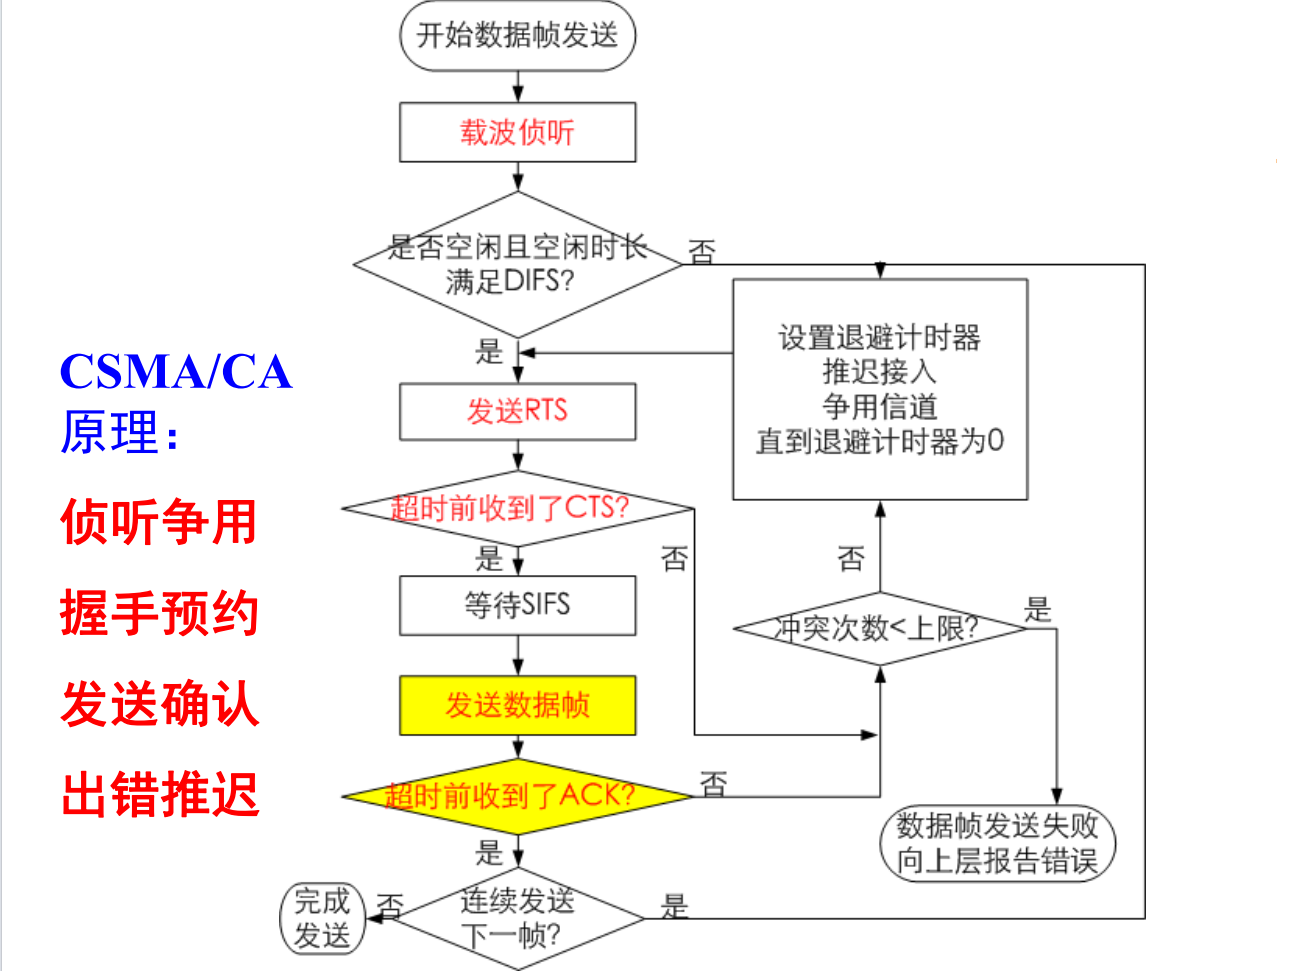 开始数据帧发送
载波侦听
是否空闲且空闲时长
满足DIFS?
否
设置退避计时器
推迟接入
争用信道
直到退避计时器为0
是
发送RTS
超时前收到了CTS?
否
是
等待SIFS
否
冲突次数<上限?
是
发送数据帧
超时前收到了ACK?
否
数据帧发送失败
向上层报告错误
是
连续发送
下一帧?
否
完成
发送
是
CSMA/CA
原理：
侦听争用
握手预约
发送确认
出错推迟